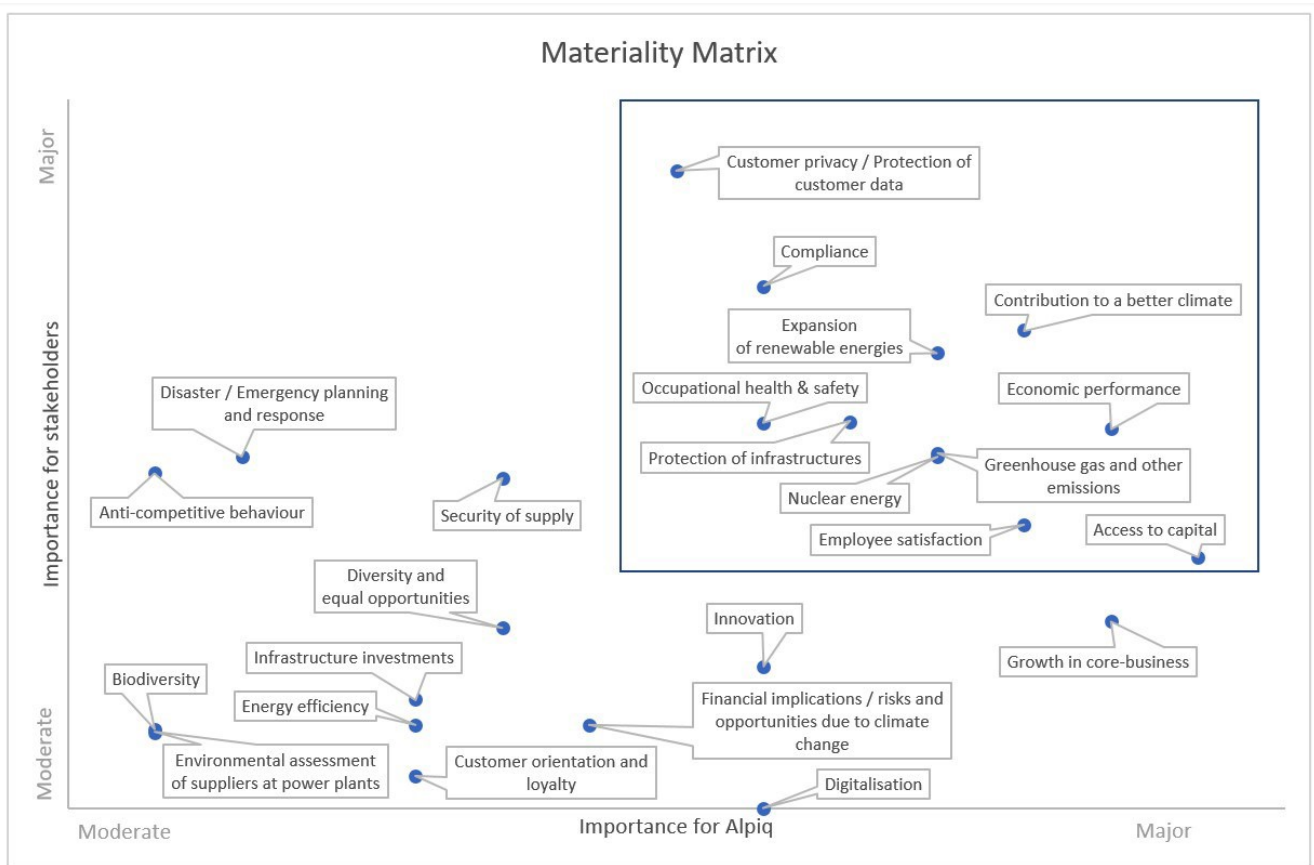 Materiality Matrix
Major
Customer privacy / Protection of
customer data
Compliance
Contribution to a better climate
Expansion
of renewable energies
Importance for stakeholders
Disaster / Emergency planning
and response
Occupational health & safety
Economic performance
Protection of infrastructures
Greenhouse gas and other
emissions
Nuclear energy
Anti-competitive behaviour
Security of supply
Employee satisfaction
Access to capital
Diversity and
equal opportunities
Innovation
Infrastructure investments
Growth in core-business
Biodiversity
Energy efficiency
Financial implications / risks and
opportunities due to climate
change
Moderate
Environmental assessment
of suppliers at power plants
Customer orientation and
loyalty
Digitalisation
Moderate
Importance for Alpiq
Major